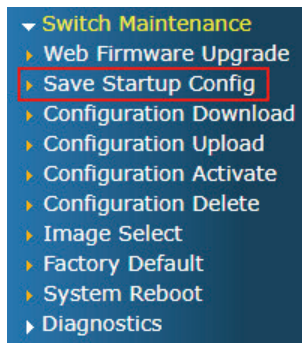 Switch Maintenance
Web Firmware Upgrade
Save Startup Config
Configuration Download
Configuration Upload
Configuration Activate
Configuration Delete
Image Select
Factory Default
System Reboot
Diagnostics